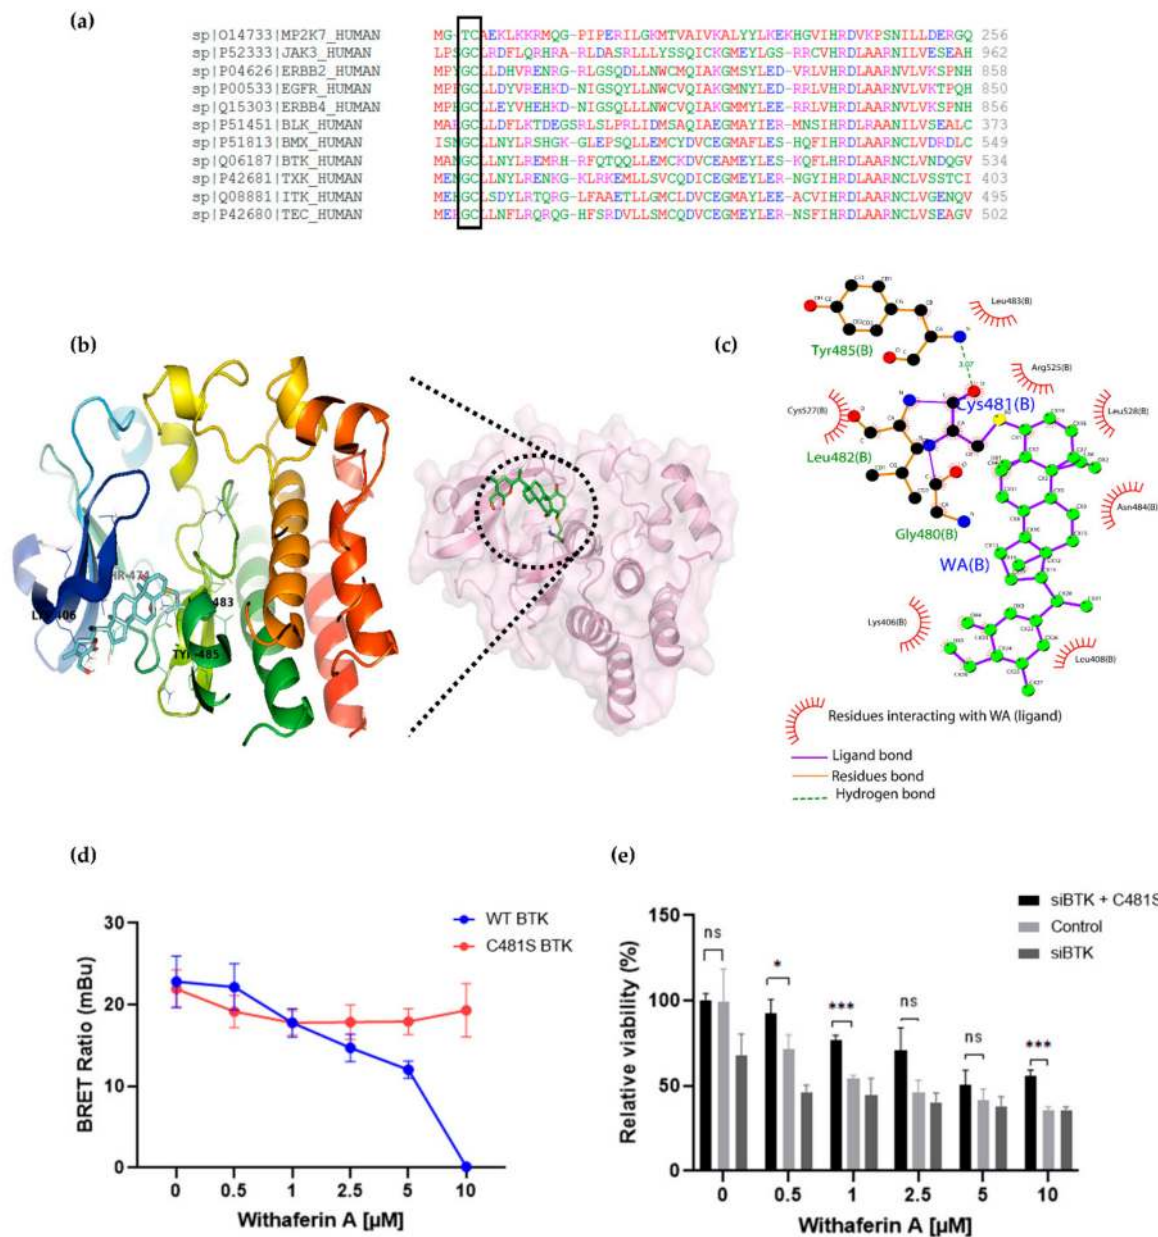 (a)
sp|O14733|MP2K7_HUMAN MG-TCAEKLKKRMQG-PIPERILGKMTVAIVKALYYLKEKHGVIHRDVKPSNILLDERGQ 256
sp|P52333|JAK3_HUMAN LPSGCLRDFLQRHRA-RLDASRLLLYSSQICKGMEYLGS-RRCVHRDLAARNILVESEAH 962
sp|P04626|ERBB2_HUMAN MPYGCLLDHVRENRG-RLGSQDLLNWCMQIAKGMSYLED-VRLVHRDLAARNVLVKSPNH 858
sp|P00533|EGFR_HUMAN MPFGCLLDYVREHKD-NIGSQYLLNWCVQIAKGMNYLED-RRLVHRDLAARNVLVKTPQH 850
sp|Q15303|ERBB4_HUMAN MPHGCLLEYVHEHKD-NIGSQLLLNWCVQIAKGMMYLEE-RRLVHRDLAARNVLVKSPNH 856
sp|P51451|BLK_HUMAN MARGCLLDFLKTDEGSRLSLPRLIDMSAQIAEGMAYIER-MNSIHRDLRAANILVSEALC 373
sp|P51813|BMX_HUMAN ISNGCLLNYLRSHGK-GLEPSQLLEMCYDVCEGMAFLES-HQFIHRDLAARNCLVDRDLC 549
sp|Q06187|BTK_HUMAN MANGCLLNYLREMRH-RFQTQQLLEMCKDVCEAMEYLES-KQFLHRDLAARNCLVNDQGV 534
sp|P42681|TXK_HUMAN MENGCLLNYLRENKG-KLRKEMLLSVCQDICEGMEYLER-NGYIHRDLAARNCLVSSTCI 403
sp|Q08881|ITK_HUMAN MEHGCLSDYLRTQRG-LFAAETLLGMCLDVCEGMAYLEE-ACVIHRDLAARNCLVGENQV 495
sp|P42680|TEC_HUMAN MERGCLLNFLRQRQG-HFSRDVLLSMCQDVCEGMEYLER-NSFIHRDLAARNCLVSEAGV 502
(b)
(c)
Leu483(B)
Tyr485(B)
3.07
Arg525(B)
Cys527(B)
Cys481(B)
Leu528(B)
Leu482(B)
Asn484(B)
Gly480(B)
WA(B)
Lys406(B)
Leu408(B)
483
TYR-485
Residues interacting with WA (ligand)
Ligand bond
Residues bond
Hydrogen bond
(d)
WT BTK
C481S BTK
BRET Ratio (mBu)
30
20
10
0
0 0.5 1 2.5 5 10
Withaferin A [µM]
(e)
siBTK + C481S
Control
siBTK
Relative viability (%)
150
100
50
0
ns * *** ns ns ***
0 0.5 1 2.5 5 10
Withaferin A [µM]